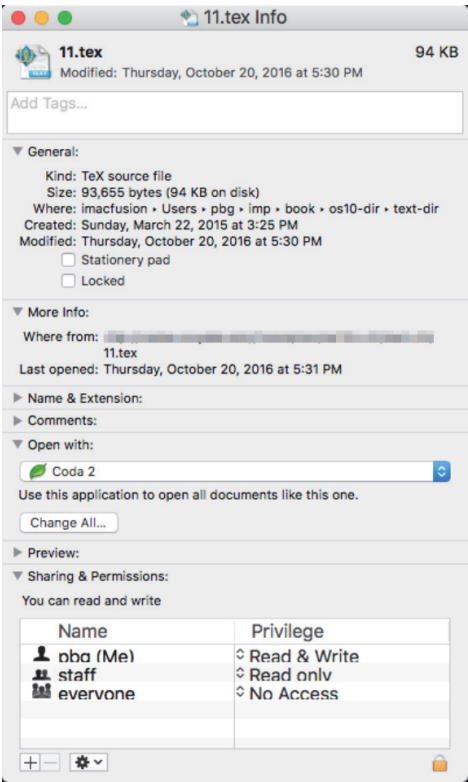 11.tex Info
11.tex
94 KB
Modified: Thursday, October 20, 2016 at 5:30 PM
Add Tags...
General:
Kind: TeX source file
Size: 93,655 bytes (94 KB on disk)
Where: imacfusion ▸ Users ▸ pbg ▸ imp ▸ book ▸ os10-dir ▸ text-dir
Created: Sunday, March 22, 2015 at 3:25 PM
Modified: Thursday, October 20, 2016 at 5:30 PM
Stationery pad
Locked
More Info:
Where from:
11.tex
Last opened: Thursday, October 20, 2016 at 5:31 PM
Name & Extension:
Comments:
Open with:
Coda 2
Use this application to open all documents like this one.
Change All...
Preview:
Sharing & Permissions:
You can read and write
Name Privilege
pbg (Me) Read & Write
staff Read only
everyone No Access